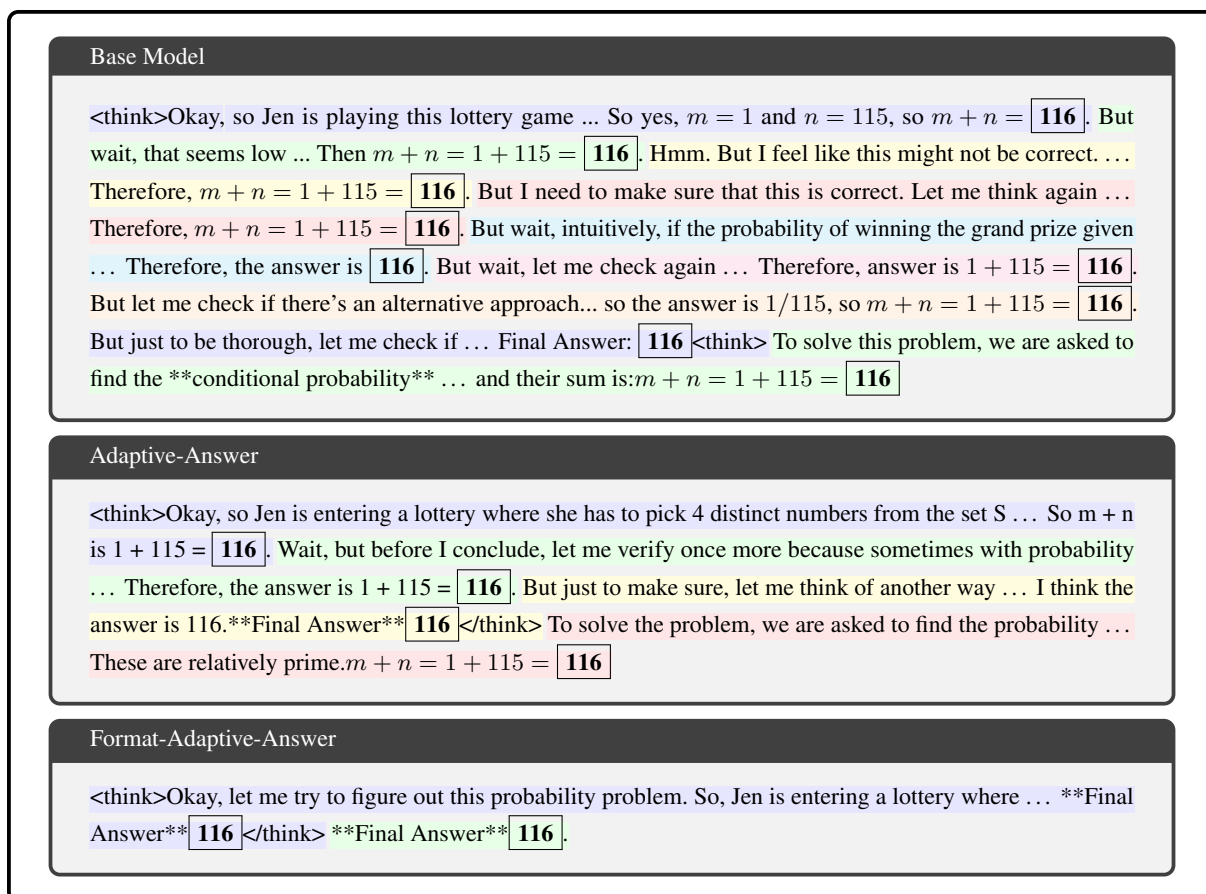 Base Model
<think>Okay, so Jen is playing this lottery game ... So yes, m = 1 and n = 115, so m + n = 116. But
wait, that seems low ... Then m + n = 1 + 115 = 116. Hmm. But I feel like this might not be correct. ...
Therefore, m + n = 1 + 115 = 116. But I need to make sure that this is correct. Let me think again ...
Therefore, m + n = 1 + 115 = 116. But wait, intuitively, if the probability of winning the grand prize given
... Therefore, the answer is 116. But wait, let me check again ... Therefore, answer is 1 + 115 = 116.
But let me check if there's an alternative approach... so the answer is 1/115, so m + n = 1 + 115 = 116.
But just to be thorough, let me check if ... Final Answer: 116<think> To solve this problem, we are asked to
find the **conditional probability** ... and their sum is:m + n = 1 + 115 = 116
Adaptive-Answer
<think>Okay, so Jen is entering a lottery where she has to pick 4 distinct numbers from the set S ... So m + n
is 1 + 115 = 116. Wait, but before I conclude, let me verify once more because sometimes with probability
... Therefore, the answer is 1 + 115 = 116. But just to make sure, let me think of another way ... I think the
answer is 116.**Final Answer** 116 </think> To solve the problem, we are asked to find the probability ...
These are relatively prime.m + n = 1 + 115 = 116
Format-Adaptive-Answer
<think>Okay, let me try to figure out this probability problem. So, Jen is entering a lottery where ... **Final
Answer** 116 </think> **Final Answer** 116.